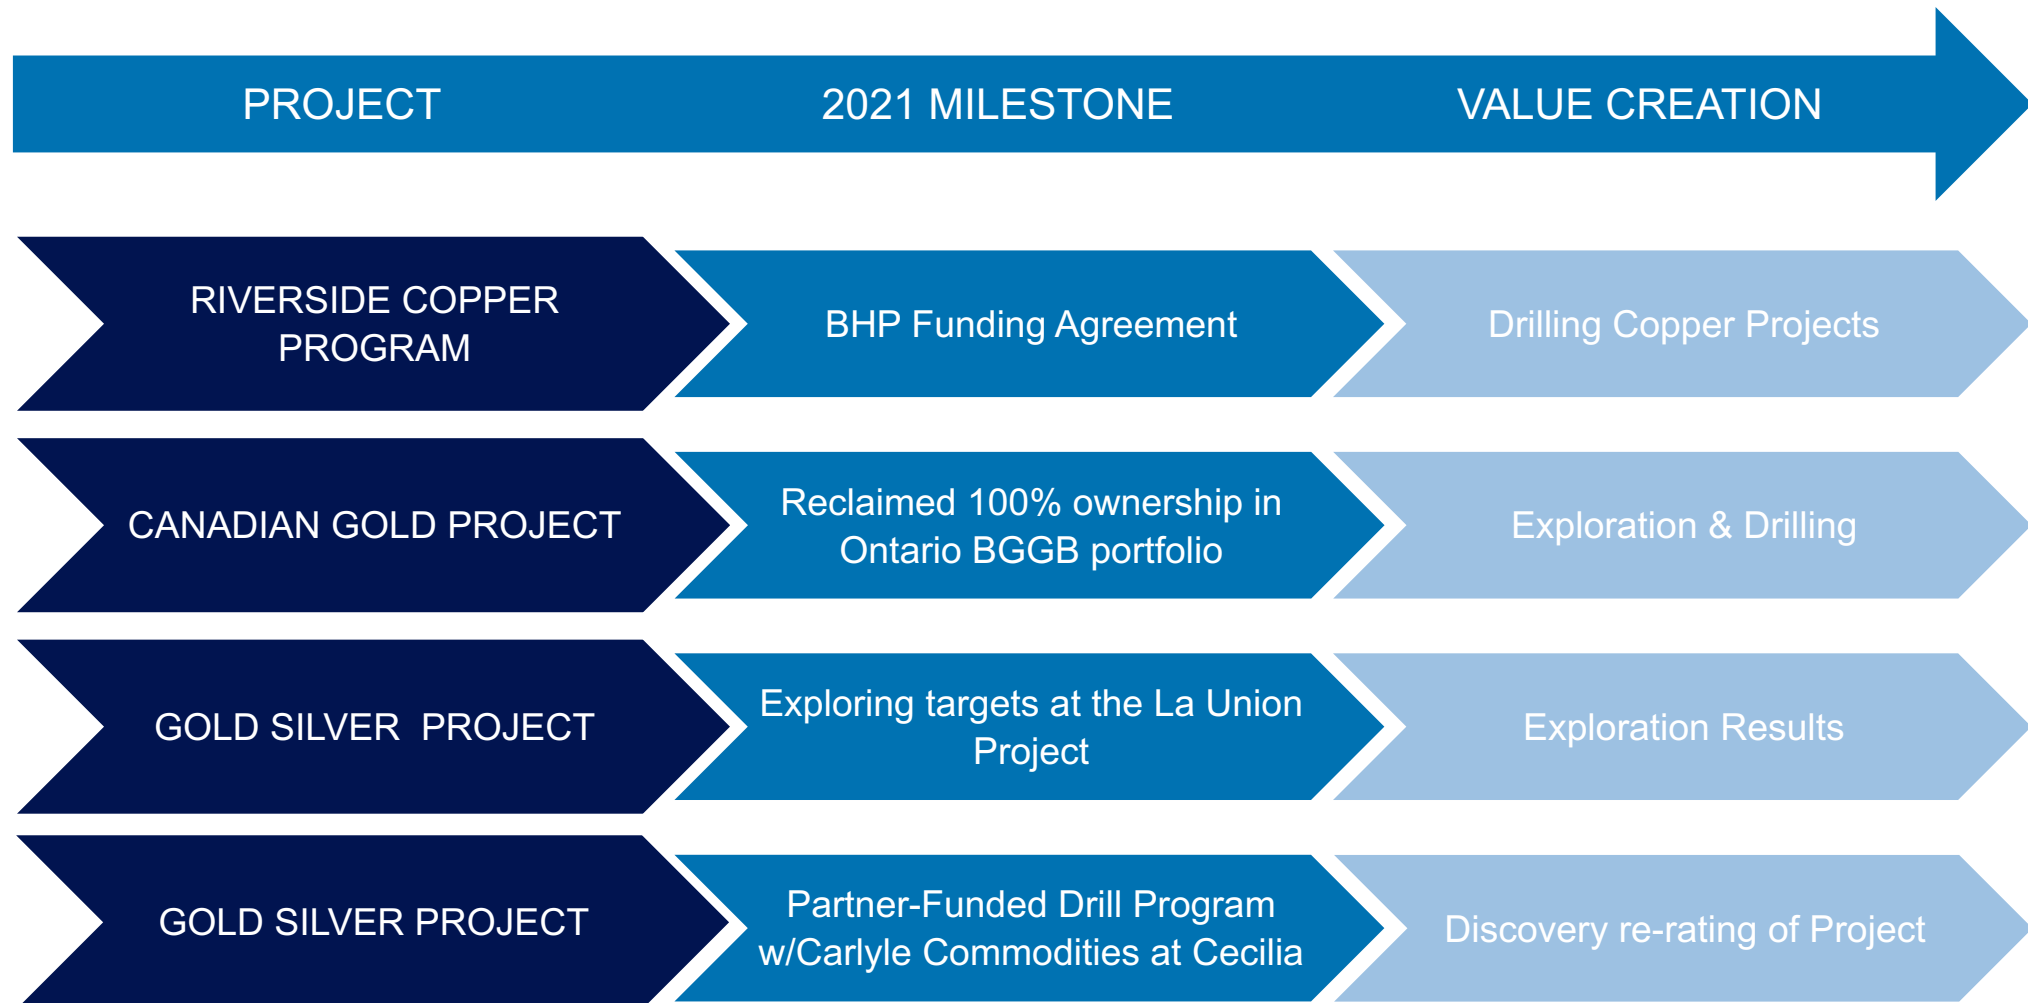 PROJECT
2021 MILESTONE
VALUE CREATION
RIVERSIDE COPPER
PROGRAM
BHP Funding Agreement
Drilling Copper Projects
CANADIAN GOLD PROJECT
Reclaimed 100% ownership in
Ontario BGGB portfolio
Exploration & Drilling
GOLD SILVER  PROJECT
Exploring targets at the La Union
Project
Exploration Results
GOLD SILVER PROJECT
Partner-Funded Drill Program
w/Carlyle Commodities at Cecilia
Discovery re-rating of Project